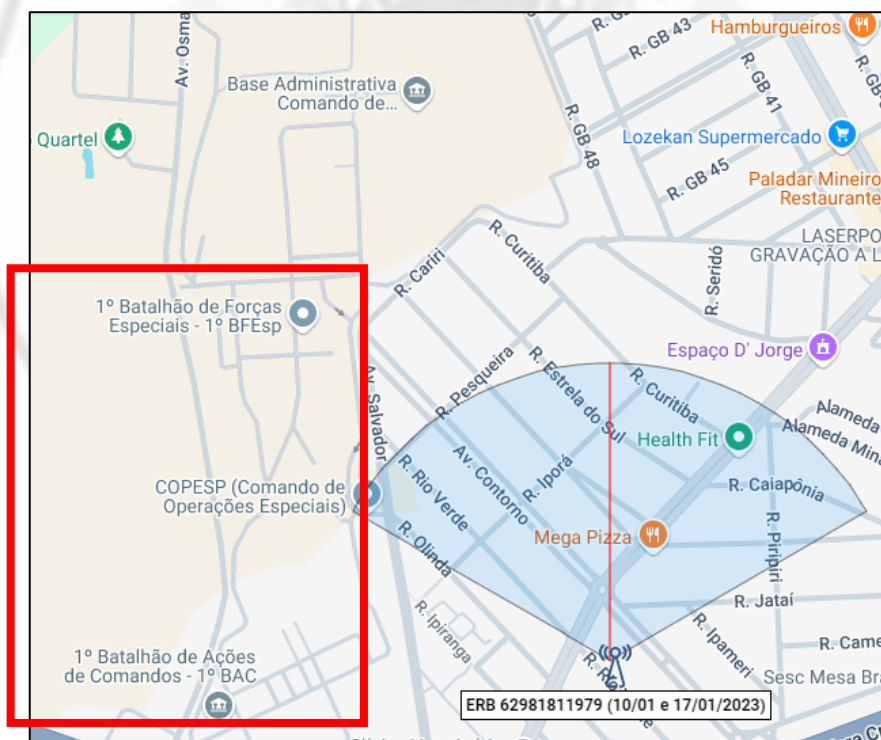 R. GB 43
Hamburgueiros
Av. Osma
R. GB 41
R. GB
Base Administrativa
Comando de...
R. GB 48
Quartel
Lozekan Supermercado
R. GB 45
Paladar Mineiro
Restaurante
R. Curitiba
LASERPO
GRAVAÇÃO A L
R. Cariri
R. Seridó
1º Batalhão de Forças
Especiais - 1º BFEsp
Espaço D' Jorge
R. Pesqueira
R. Estrela do Sul
R. Curitiba
Av. Salvador
Alameda
Alameda Mina
Health Fit
R. Rio Verde
Av. Contorno
R. Iporá
COPESP (Comando de
Operações Especiais)
R. Caiapônia
R. Olinda
Mega Pizza
R. Piripiri
R. Jataí
R. Ipiranga
R. Ipameri
R. Came
1º Batalhão de Ações
de Comandos - 1º BAC
Sesc Mesa Bra
ERB 62981811979 (10/01 e 17/01/2023)